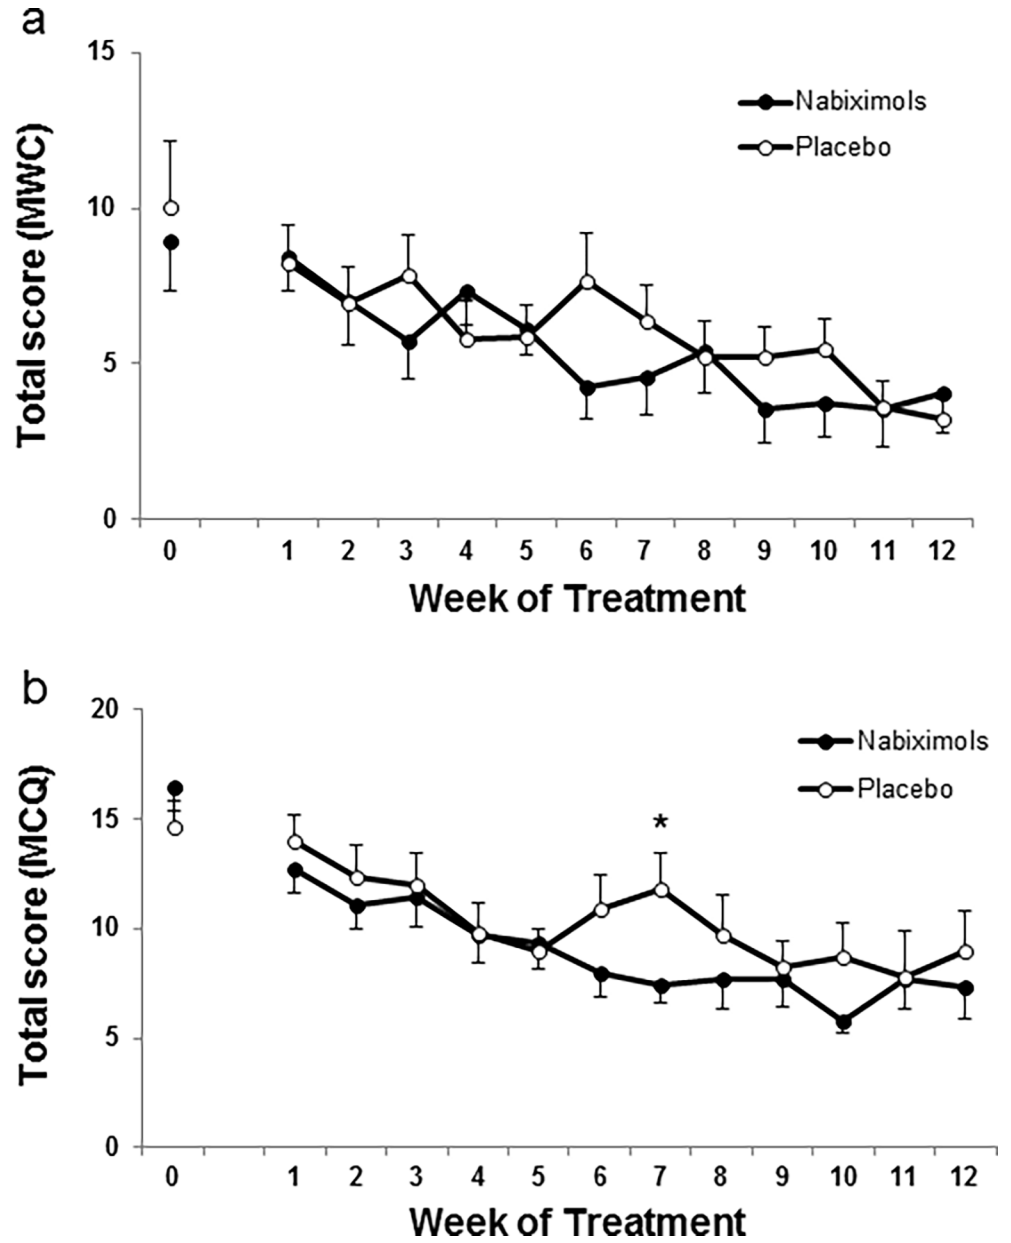 a
Total score (MWC)
15
10
5
0
Nabiximols
Placebo
0 1 2 3 4 5 6 7 8 9 10 11 12
Week of Treatment
b
Total score (MCQ)
20
15
10
5
0
Nabiximols
Placebo
*
0 1 2 3 4 5 6 7 8 9 10 11 12
Week of Treatment